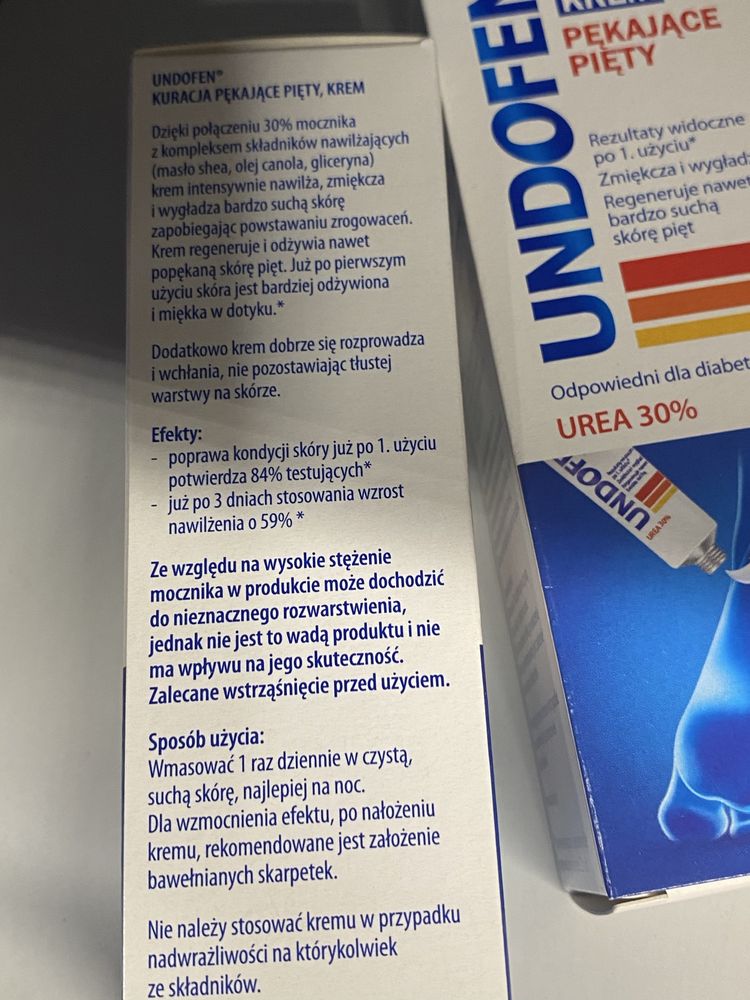 UNDOFEN®
KURACJA PĘKAJĄCE PIĘTY, KREM
Dzięki połączeniu 30% mocznika
z kompleksem składników nawilżających
(masło shea, olej canola, gliceryna)
krem intensywnie nawilża, zmiękcza
i wygładza bardzo suchą skórę
zapobiegając powstawaniu zrogowaceń.
Krem regeneruje i odżywia nawet
popękaną skórę pięt. Już po pierwszym
użyciu skóra jest bardziej odżywiona
i miękka w dotyku.*
Dodatkowo krem dobrze się rozprowadza
i wchłania, nie pozostawiając tłustej
warstwy na skórze.
Efekty:
- poprawa kondycji skóry już po 1. użyciu
potwierdza 84% testujących*
- już po 3 dniach stosowania wzrost
nawilżenia o 59% *
Ze względu na wysokie stężenie
mocznika w produkcie może dochodzić
do nieznacznego rozwarstwienia,
jednak nie jest to wadą produktu i nie
ma wpływu na jego skuteczność.
Zalecane wstrząśnięcie przed użyciem.
Sposób użycia:
Wmasować 1 raz dziennie w czystą,
suchą skórę, najlepiej na noc.
Dla wzmocnienia efektu, po nałożeniu
kremu, rekomendowane jest założenie
bawełnianych skarpetek.
Nie należy stosować kremu w przypadku
nadwrażliwości na którykolwiek
ze składników.
UNDOFEN
KREM
PĘKAJĄCE
PIĘTY
Rezultaty widoczne
po 1. użyciu*
Zmiękcza i wygładz
Regeneruje nawet
bardzo suchą
skórę pięt
Odpowiedni dla diabet
UREA 30%
UNDOFEN
UREA 30%